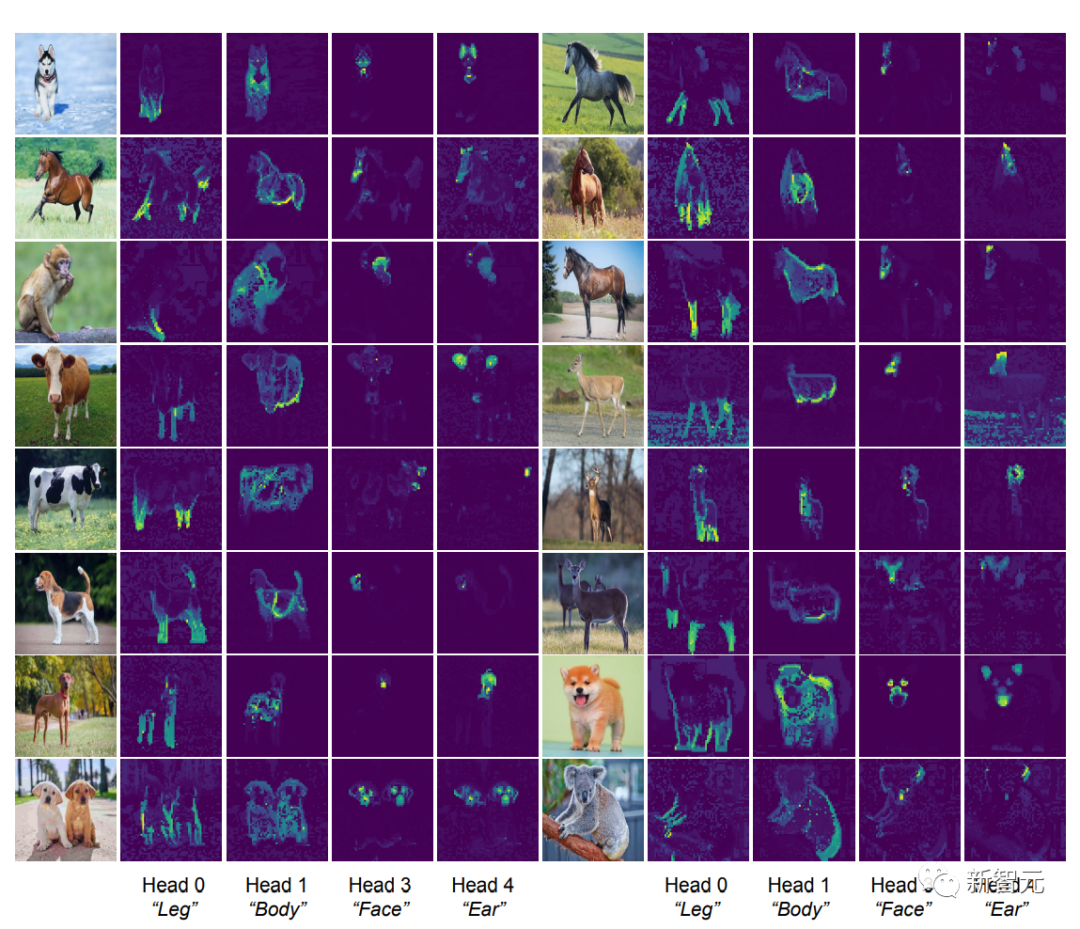 Head 0 Head 1 Head 3 Head 4 Head 0 Head 1 Head
“Leg” “Body” “Face” “Ear” “Leg” “Body” “Face” “Ear”
新智元